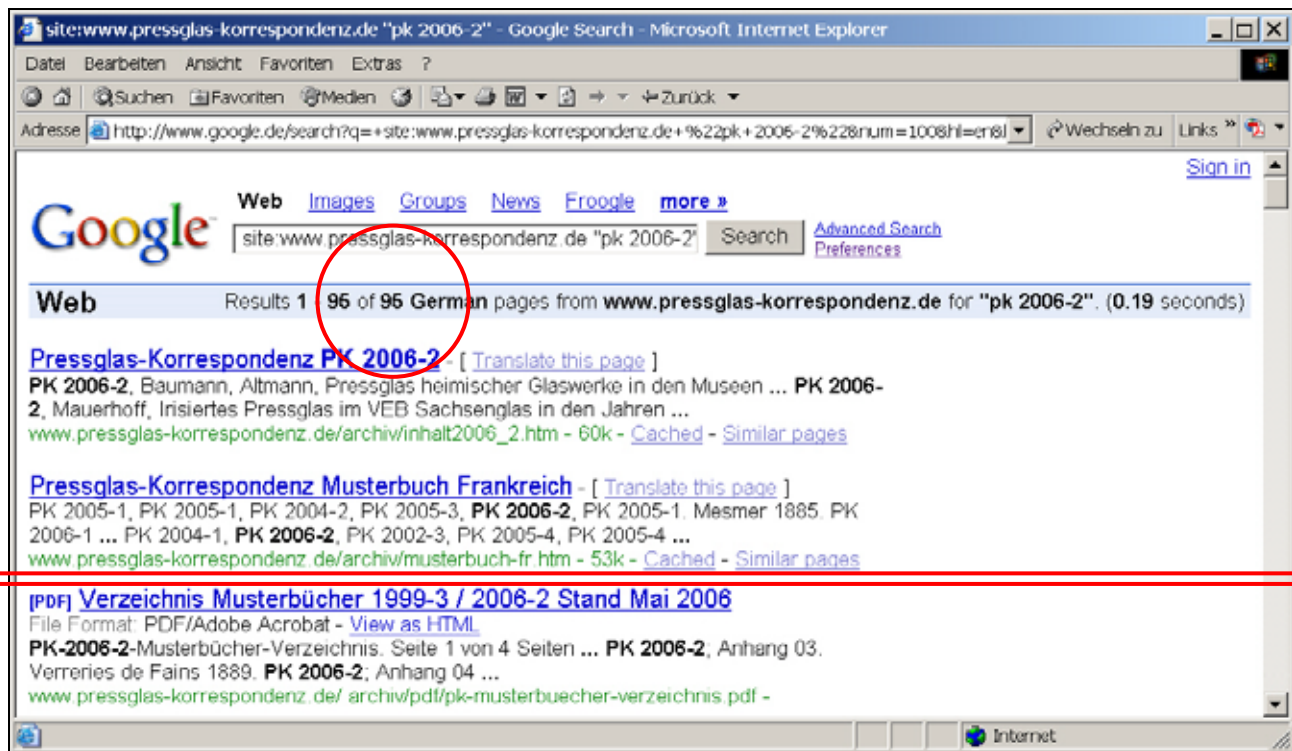 site:www.pressglas-korrespondenz.de "pk 2006-2" - Google Search - Microsoft Internet Explorer
Datei Bearbeiten Ansicht Favoriten Extras ?
Suchen Favoriten Medien Zurück
Adresse http://www.google.de/search?q=+site:www.pressglas-korrespondenz.de+%22pk+2006-2%22&num=100&hl=en&l Wechseln zu Links »
Sign in
Web Images Groups News Froogle more »
Google site:www.pressglas-korrespondenz.de "pk 2006-2" Search Advanced Search
Preferences
Web Results 1 - 95 of 95 German pages from www.pressglas-korrespondenz.de for "pk 2006-2". (0.19 seconds)
Pressglas-Korrespondenz PK 2006-2 - [ Translate this page ]
PK 2006-2, Baumann, Altmann, Pressglas heimischer Glaswerke in den Museen ... PK 2006-
2, Mauerhoff, Irisiertes Pressglas im VEB Sachsenglas in den Jahren ...
www.pressglas-korrespondenz.de/archiv/inhalt2006_2.htm - 60k - Cached - Similar pages
Pressglas-Korrespondenz Musterbuch Frankreich - [ Translate this page ]
PK 2005-1, PK 2005-1, PK 2004-2, PK 2005-3, PK 2006-2, PK 2005-1. Mesmer 1885. PK
2006-1 ... PK 2004-1, PK 2006-2, PK 2002-3, PK 2005-4, PK 2005-4 ...
www.pressglas-korrespondenz.de/archiv/musterbuch-fr.htm - 53k - Cached - Similar pages
[PDF] Verzeichnis Musterbücher 1999-3 / 2006-2 Stand Mai 2006
File Format: PDF/Adobe Acrobat - View as HTML
PK-2006-2-Musterbücher-Verzeichnis. Seite 1 von 4 Seiten ... PK 2006-2; Anhang 03.
Verreries de Fains 1889. PK 2006-2; Anhang 04 ...
www.pressglas-korrespondenz.de/ archiv/pdf/pk-musterbuecher-verzeichnis.pdf -
Internet